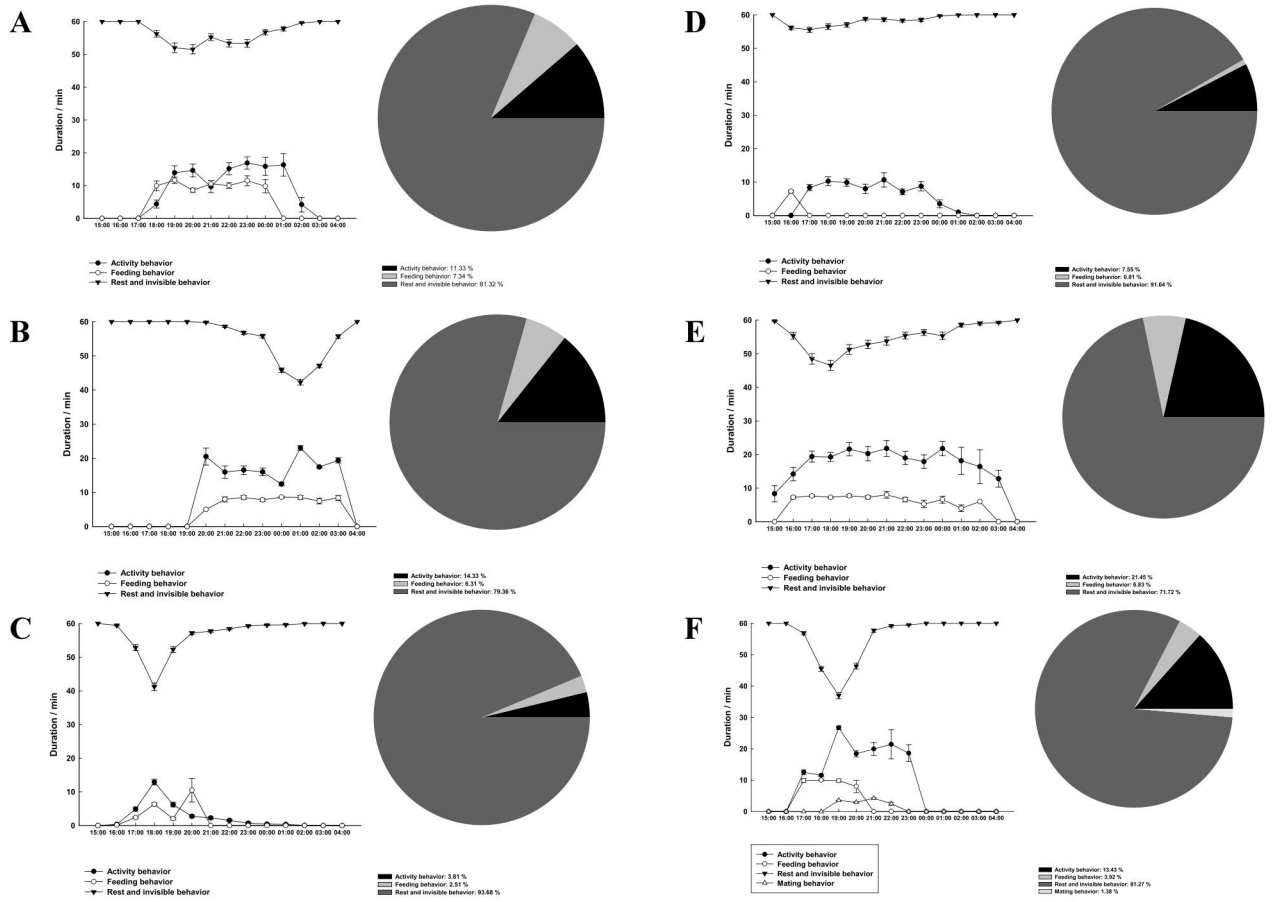 A
Duration / min
60
50
40
30
20
10
0
15:00 16:00 17:00 18:00 19:00 20:00 21:00 22:00 23:00 00:00 01:00 02:00 03:00 04:00
Activity behavior
Feeding behavior
Rest and invisible behavior
Activity behavior: 11.33 %
Feeding behavior: 7.34 %
Rest and invisible behavior: 81.32 %
B
Duration / min
60
50
40
30
20
10
0
15:00 16:00 17:00 18:00 19:00 20:00 21:00 22:00 23:00 00:00 01:00 02:00 03:00 04:00
Activity behavior
Feeding behavior
Rest and invisible behavior
Activity behavior: 14.33 %
Feeding behavior: 6.31 %
Rest and invisible behavior: 79.36 %
C
Duration / min
60
50
40
30
20
10
0
15:00 16:00 17:00 18:00 19:00 20:00 21:00 22:00 23:00 00:00 01:00 02:00 03:00 04:00
Activity behavior
Feeding behavior
Rest and invisible behavior
Activity behavior: 3.81 %
Feeding behavior: 2.51 %
Rest and invisible behavior: 93.68 %
D
Duration / min
60
50
40
30
20
10
0
15:00 16:00 17:00 18:00 19:00 20:00 21:00 22:00 23:00 00:00 01:00 02:00 03:00 04:00
Activity behavior
Feeding behavior
Rest and invisible behavior
Activity behavior: 7.55 %
Feeding behavior: 0.81 %
Rest and invisible behavior: 91.64 %
E
Duration / min
60
50
40
30
20
10
0
15:00 16:00 17:00 18:00 19:00 20:00 21:00 22:00 23:00 00:00 01:00 02:00 03:00 04:00
Activity behavior
Feeding behavior
Rest and invisible behavior
Activity behavior: 21.45 %
Feeding behavior: 6.83 %
Rest and invisible behavior: 71.72 %
F
Duration / min
60
50
40
30
20
10
0
15:00 16:00 17:00 18:00 19:00 20:00 21:00 22:00 23:00 00:00 01:00 02:00 03:00 04:00
Activity behavior
Feeding behavior
Rest and invisible behavior
Mating behavior
Activity behavior: 13.43 %
Feeding behavior: 3.92 %
Rest and invisible behavior: 81.27 %
Mating behavior: 1.38 %